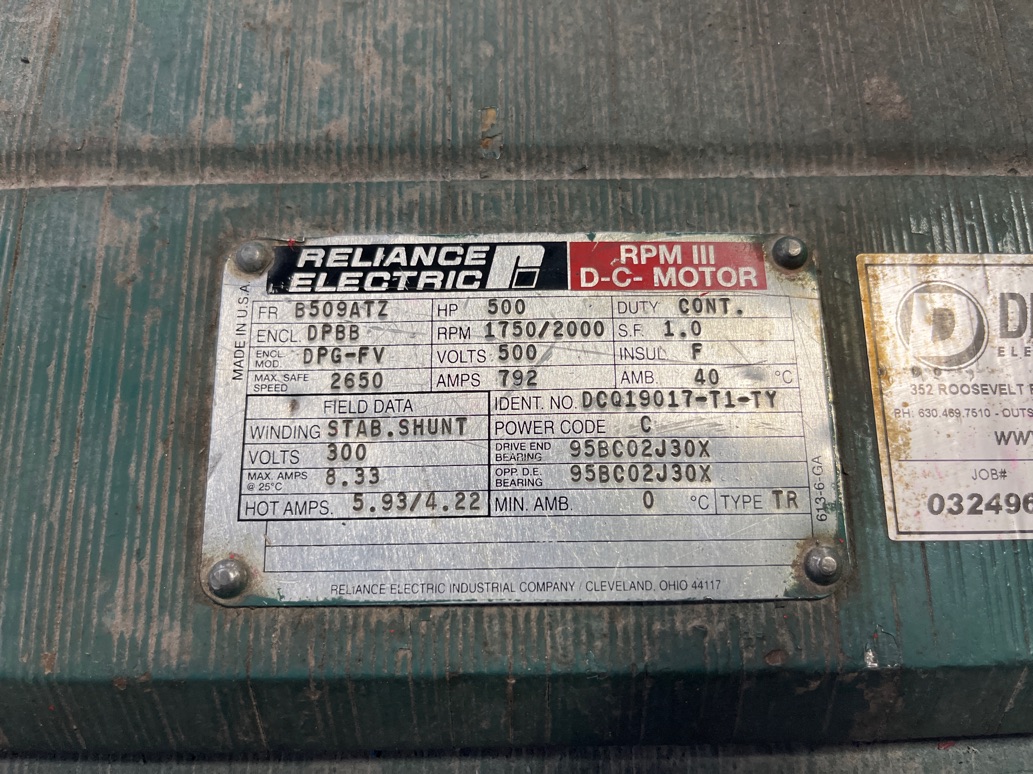 RELIANCE ELECTRIC
RPM III
D-C- MOTOR
MADE IN U.S.A.
FR B509ATZ HP 500 DUTY CONT.
ENCL. DPBB RPM 1750/2000 S.F. 1.0
ENCL MOD. DPG-FV VOLTS 500 INSUL F
MAX. SAFE SPEED 2650 AMPS 792 AMB. 40 °C
FIELD DATA IDENT. NO. DCQ19017-T1-TY
WINDING STAB.SHUNT POWER CODE C
VOLTS 300 DRIVE END BEARING 95BC02J30X
MAX. AMPS @ 25°C 8.33 OPP. D.E. BEARING 95BC02J30X
HOT AMPS. 5.93/4.22 MIN. AMB. 0 °C TYPE TR
613-6-GA
RELIANCE ELECTRIC INDUSTRIAL COMPANY / CLEVELAND, OHIO 44117
D
ELE
352 ROOSEVELT
PH: 630.469.7510 - OUTS
WWW
JOB#
032496